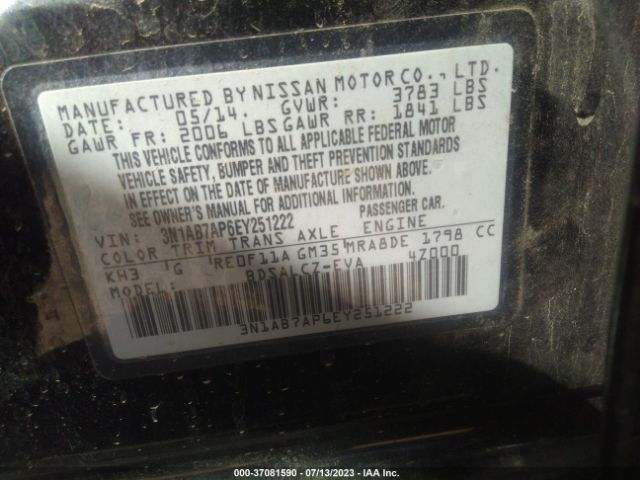 MANUFACTURED BY NISSAN MOTOR CO., LTD.
DATE: 05/14. GVWR: 3783 LBS
GAWR FR: 2006 LBS GAWR RR: 1841 LBS
THIS VEHICLE CONFORMS TO ALL APPLICABLE FEDERAL MOTOR
VEHICLE SAFETY, BUMPER AND THEFT PREVENTION STANDARDS
IN EFFECT ON THE DATE OF MANUFACTURE SHOWN ABOVE.
SEE OWNER'S MANUAL FOR ADDITIONAL INFORMATION.
VIN: 3N1AB7AP6EY251222 PASSENGER CAR.
COLOR TRIM TRANS AXLE ENGINE
KH3 G RE0F11A GM35 MRA8DE 1798 CC
MODEL: BDSALCZ-EVA 4Z000
3N1AB7AP6EY251222
000-37081590 - 07/13/2023 - IAA Inc.